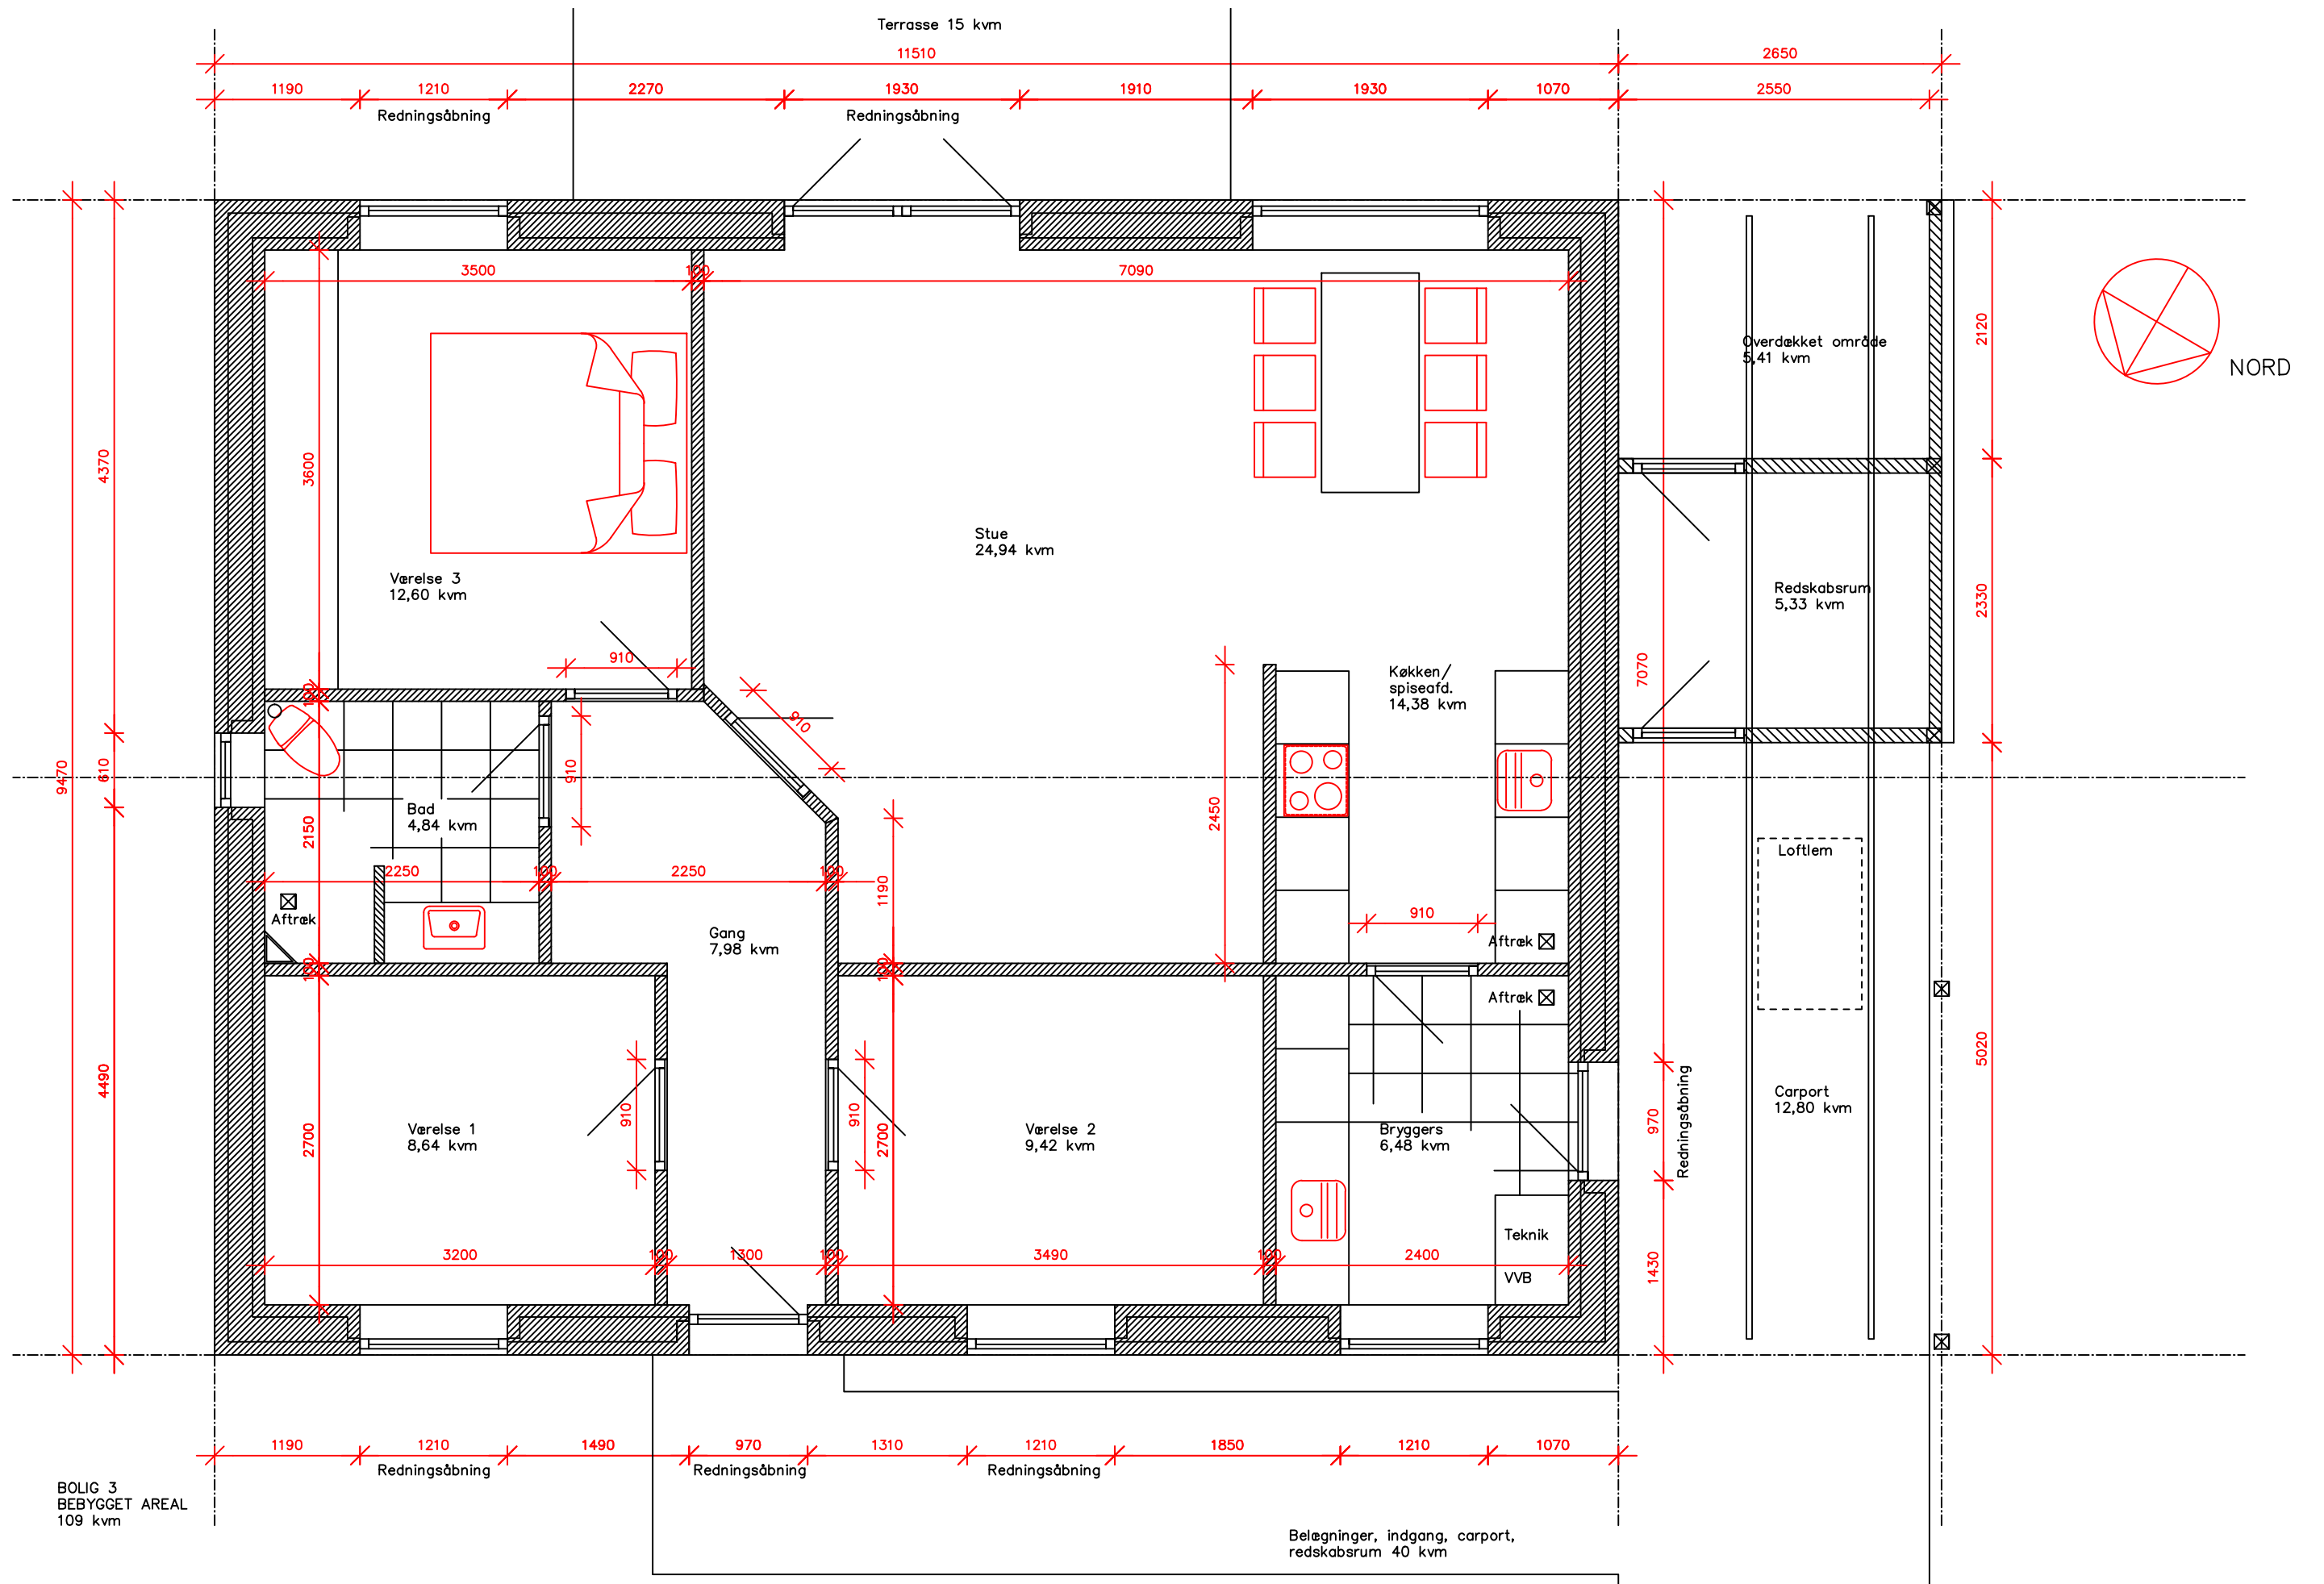 Terrasse 15 kvm
11510
2650
1190
1210
2270
1930
1910
1930
1070
2550
Redningsåbning
Redningsåbning
3500
100
7090
Overdækket område
5,41 kvm
2120
NORD
4370
3600
Stue
24,94 kvm
Værelse 3
12,60 kvm
Redskabsrum
5,33 kvm
2330
910
Køkken/
spiseafd.
14,38 kvm
7070
100
910
9470
610
910
2150
Bad
4,84 kvm
2450
Loftlem
2250
100
2250
100
1190
Aftræk
Gang
7,98 kvm
910
Aftræk
100
100
Aftræk
4490
5020
2700
910
910
2700
970
Redningsåbning
Carport
12,80 kvm
Værelse 1
8,64 kvm
Værelse 2
9,42 kvm
Bryggers
6,48 kvm
Teknik
VVB
1430
3200
100
1300
100
3490
100
2400
1190
1210
1490
970
1310
1210
1850
1210
1070
Redningsåbning
Redningsåbning
Redningsåbning
BOLIG 3
BEBYGGET AREAL
109 kvm
Belægninger, indgang, carport,
redskabsrum 40 kvm